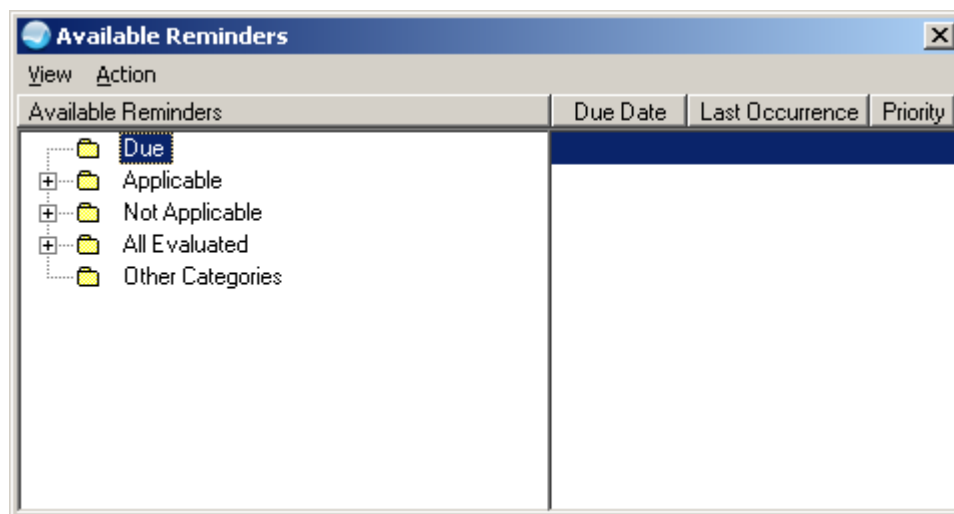 Available Reminders
View Action
Available Reminders Due Date Last Occurrence Priority
Due
Applicable
Not Applicable
All Evaluated
Other Categories